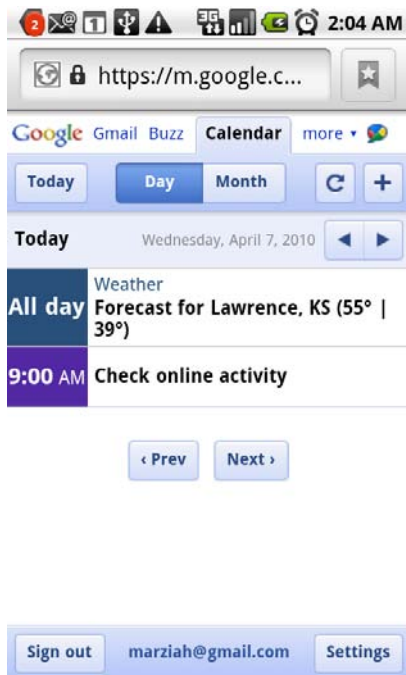 2 1 3G 2:04 AM
https://m.google.c...
Google Gmail Buzz Calendar more
Today Day Month
Today Wednesday, April 7, 2010
All day Weather
Forecast for Lawrence, KS (55° |
39°)
9:00 AM Check online activity
‹ Prev Next ›
Sign out marziah@gmail.com Settings